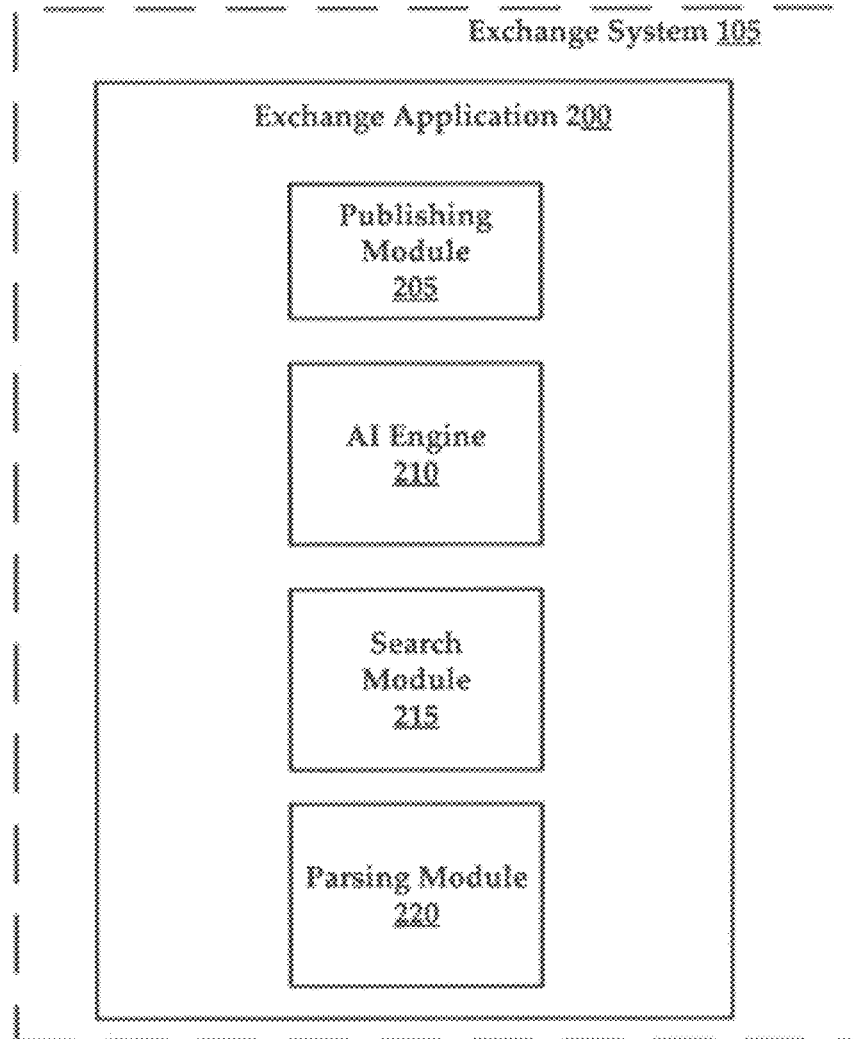 Exchange System 105
Exchange Application 200
Publishing
Module
205
AI Engine
210
Search
Module
215
Parsing Module
220